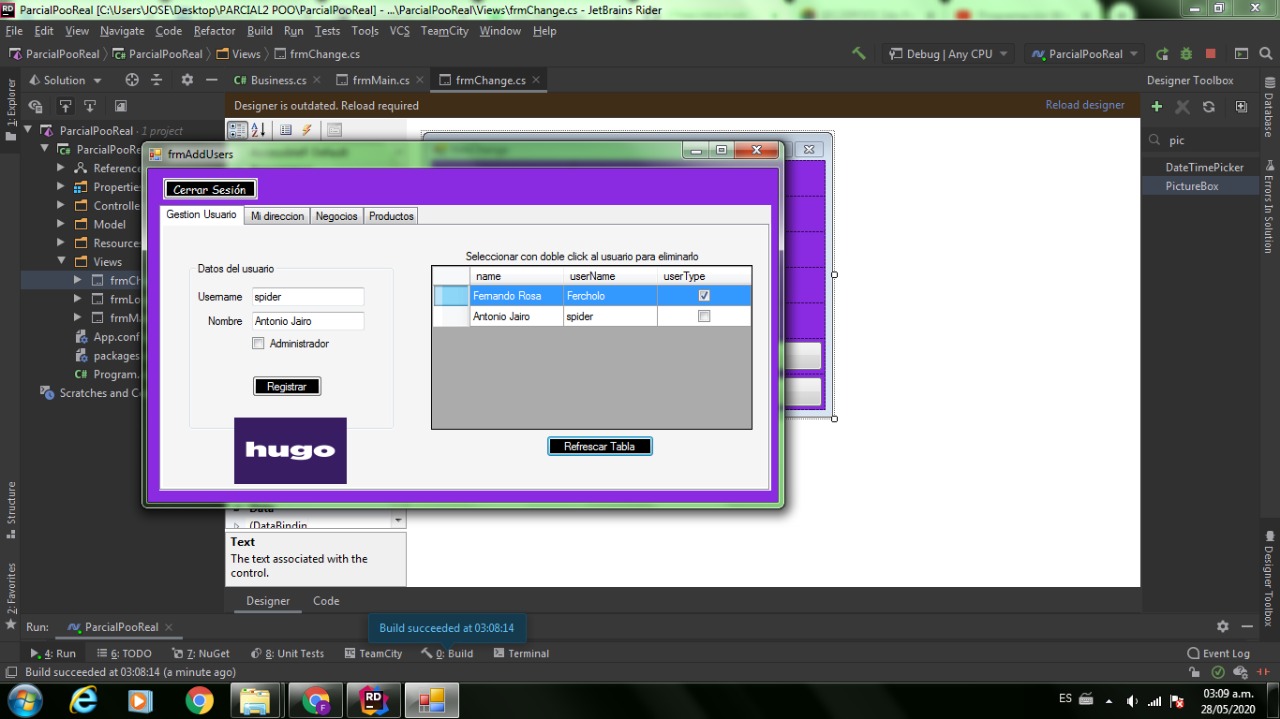 ParcialPooReal [C:\Users\JOSE\Desktop\PARCIAL2 POO\ParcialPooReal] - ...\ParcialPooReal\Views\frmChange.cs - JetBrains Rider
File Edit View Navigate Code Refactor Build Run Tests Tools VCS TeamCity Window Help
ParcialPooReal ParcialPooReal Views frmChange.cs
Debug | Any CPU ParcialPooReal
Solution
C# Business.cs frmMain.cs frmChange.cs
Designer Toolbox
Designer is outdated. Reload required Reload designer
pic
DateTimePicker
PictureBox
1: Explorer
ParcialPooReal · 1 project
ParcialPooRe
Reference
Properties
Controlle
Model
Resource
Views
frmCh
frmLo
frmMa
App.conf
packages
C# Program.
Scratches and Co
frmAddUsers
Cerrar Sesión
Gestion Usuario Mi direccion Negocios Productos
Datos del usuario
Username spider
Nombre Antonio Jairo
Administrador
Registrar
hugo
Seleccionar con doble click al usuario para eliminarlo
name userName userType
Fernando Rosa Fercholo
Antonio Jairo spider
Refrescar Tabla
Data
(DataBindin
Text
The text associated with the
control.
Designer Code
Database
Errors In Solution
Designer Toolbox
Structure
2: Favorites
Run: ParcialPooReal
Build succeeded at 03:08:14
4: Run 6: TODO 7: NuGet 8: Unit Tests TeamCity 0: Build Terminal Event Log
Build succeeded at 03:08:14 (a minute ago)
ES
03:09 a.m.
28/05/2020